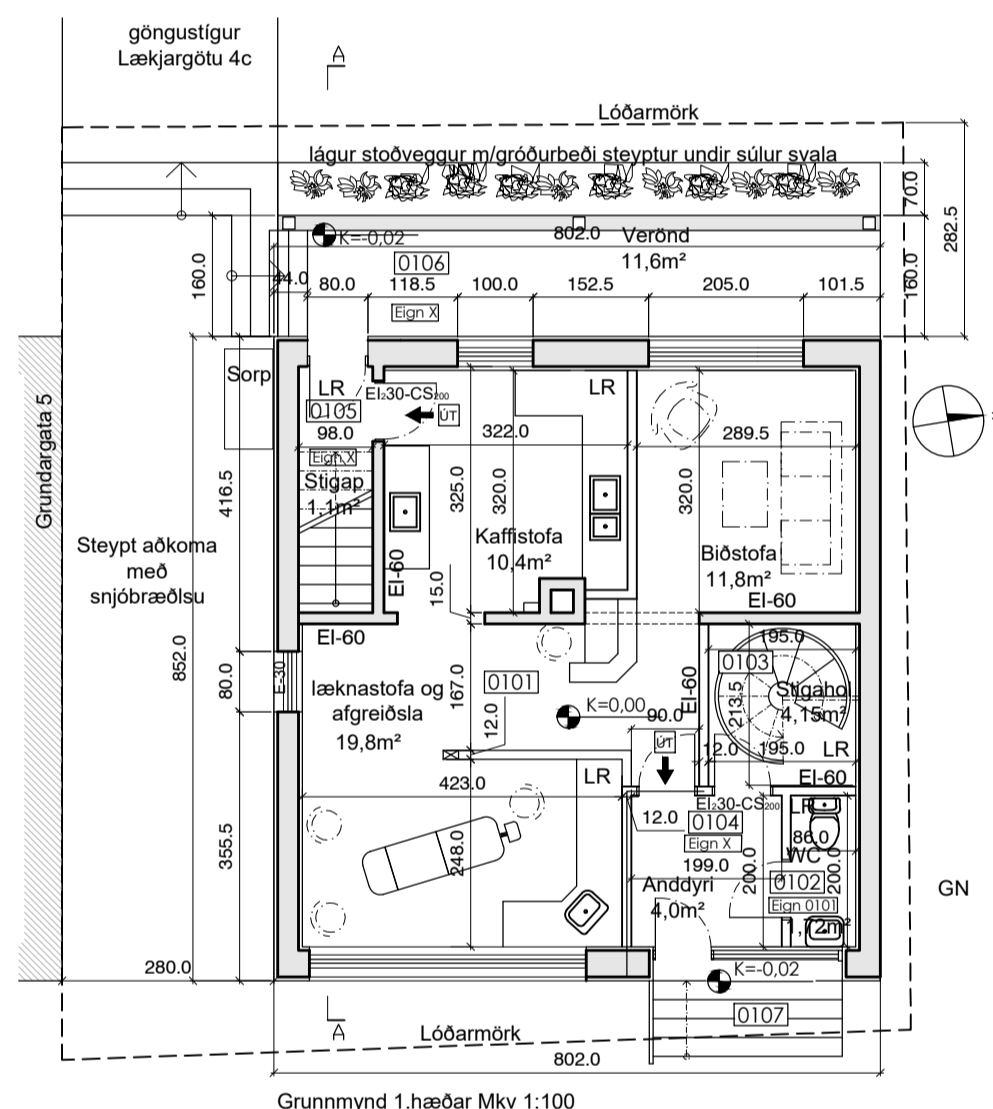 göngustígur
Lækjargötu 4c
A
Lóðarmörk
lágur stoðveggur m/gróðurbeði steyptur undir súlur svala
70.0
282.5
K=-0,02
802.0
Verönd
11,6m²
160.0
160.0
0106
44.0
80.0
118.5
100.0
152.5
205.0
101.5
Eign X
Sorp
LR
EI₂30-CS₂₀₀
LR
0105
ÚT
98.0
322.0
289.5
Eign X
Stigap
1,1m²
Grundargata 5
416.5
325.0
320.0
320.0
Kaffistofa
10,4m²
Biðstofa
11,8m²
Steypt aðkoma
með
snjóbræðlsu
EI-60
15.0
EI-60
EI-60
195.0
852.0
80.0
E-30
læknastofa og
afgreiðsla
19,8m²
167.0
0101
12.0
K=0,00
EI-60
0103
213.5
Stigahol
4,15m²
90.0
ÚT
12.0
195.0
LR
423.0
LR
EI-60
EI₂30-CS₂₀₀
LR
12.0
0104
86.0
Eign X
355.5
248.0
199.0
200.0
WC
200.0
0102
Anddyri
4,0m²
Eign 0101
1,72m²
GN
280.0
K=-0,02
0107
A
Lóðarmörk
802.0
Grunnmynd 1.hæðar Mkv 1:100